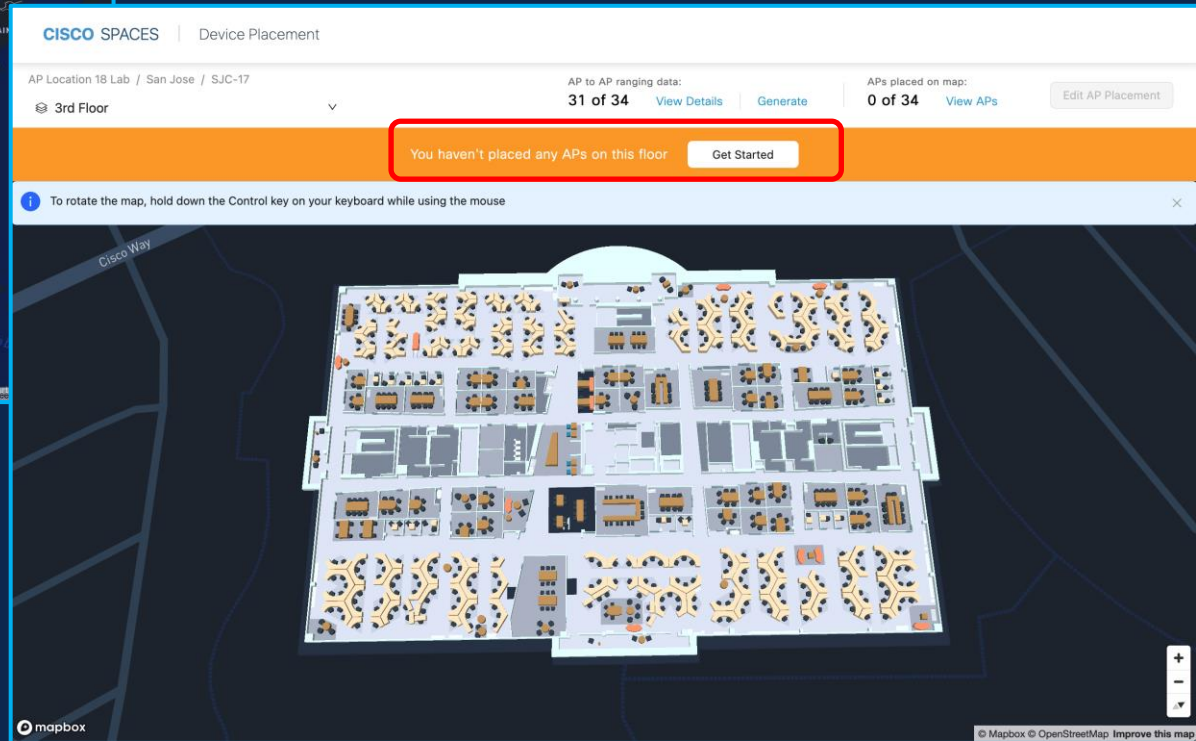 CISCO SPACES Device Placement
AP Location 18 Lab / San Jose / SJC-17
3rd Floor
AP to AP ranging data:
31 of 34 View Details Generate
APs placed on map:
0 of 34 View APs
Edit AP Placement
You haven't placed any APs on this floor Get Started
To rotate the map, hold down the Control key on your keyboard while using the mouse
Cisco Way
mapbox
© Mapbox © OpenStreetMap Improve this map